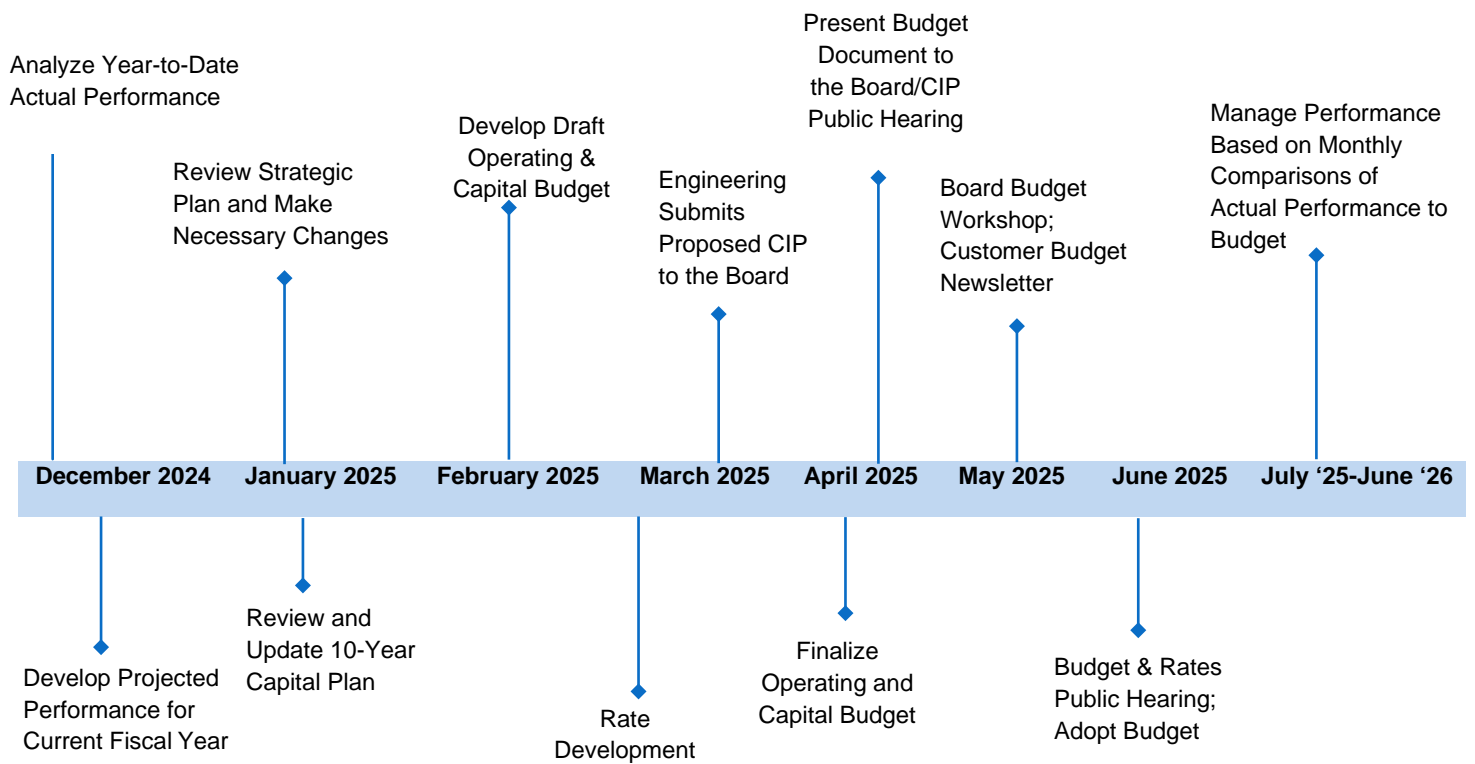 Analyze Year-to-Date
Actual Performance
Review Strategic
Plan and Make
Necessary Changes
Develop Draft
Operating &
Capital Budget
Engineering
Submits
Proposed CIP
to the Board
Present Budget
Document to
the Board/CIP
Public Hearing
Board Budget
Workshop;
Customer Budget
Newsletter
Manage Performance
Based on Monthly
Comparisons of
Actual Performance to
Budget
December 2024 January 2025 February 2025 March 2025 April 2025 May 2025 June 2025 July ‘25-June ‘26
Develop Projected
Performance for
Current Fiscal Year
Review and
Update 10-Year
Capital Plan
Rate
Development
Finalize
Operating and
Capital Budget
Budget & Rates
Public Hearing;
Adopt Budget